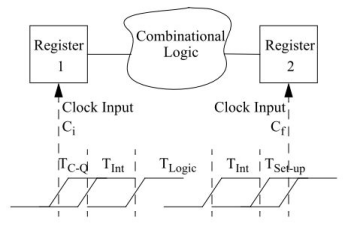 Register
1
Combinational
Logic
Register
2
Clock Input
Ci
Clock Input
Cf
TC-Q TInt TLogic TInt TSet-up